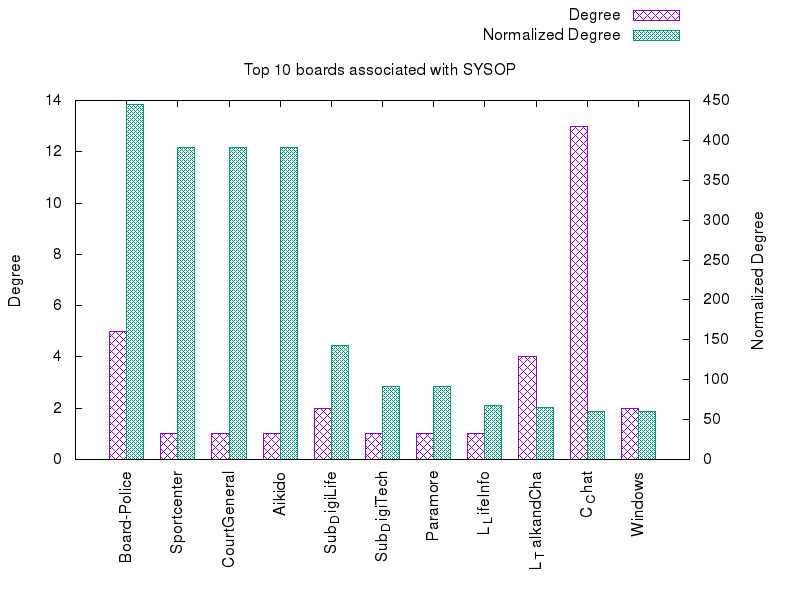 Degree
Normalized Degree
Top 10 boards associated with SYSOP
14
12
10
8
6
4
2
0
Degree
450
400
350
300
250
200
150
100
50
0
Normalized Degree
Board-Police
Sportcenter
CourtGeneral
Aikido
SubDigiLife
SubDigiTech
Paramore
LLifeInfo
LTalkandCha
CChat
Windows